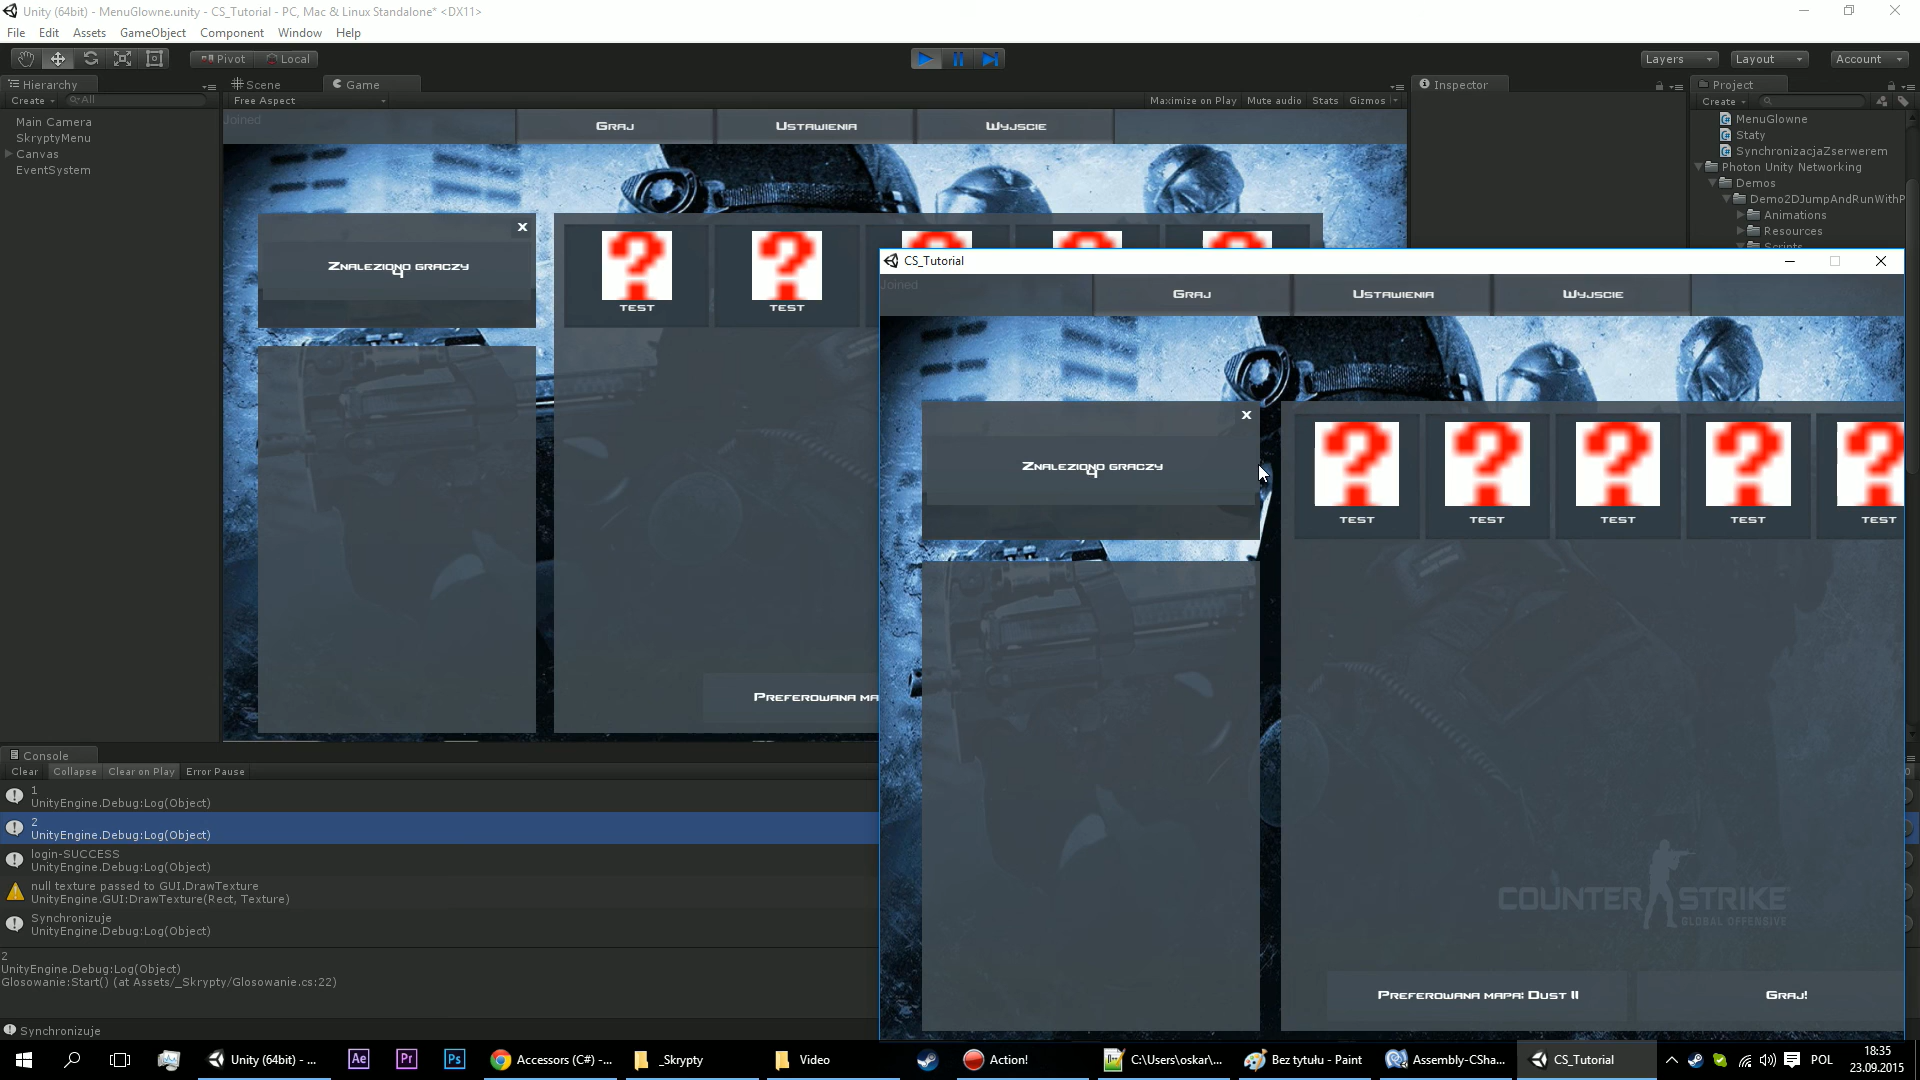 Unity (64bit) - MenuGlowne.unity - CS_Tutorial - PC, Mac & Linux Standalone* <DX11>
File Edit Assets GameObject Component Window Help
Pivot Local
Layers Layout Account
Hierarchy
Create All
Main Camera
SkryptyMenu
Canvas
EventSystem
Scene Game
Free Aspect
Maximize on Play Mute audio Stats Gizmos
Joined
Graj Ustawienia Wyjscie
x
Znaleziono graczy
4
TEST TEST
Preferowana ma
Inspector
Project
Create
MenuGlowne
Staty
SynchronizacjaZserwerem
Photon Unity Networking
Demos
Demo2DJumpAndRunWithP
Animations
Resources
Scripts
CS_Tutorial
Joined
Graj Ustawienia Wyjscie
x
Znaleziono graczy
4
TEST TEST TEST TEST TEST
COUNTER STRIKE
GLOBAL OFFENSIVE
Preferowana mapa: Dust II Graj!
Console
Clear Collapse Clear on Play Error Pause
1
UnityEngine.Debug:Log(Object)
2
UnityEngine.Debug:Log(Object)
login-SUCCESS
UnityEngine.Debug:Log(Object)
null texture passed to GUI.DrawTexture
UnityEngine.GUI:DrawTexture(Rect, Texture)
Synchronizuje
UnityEngine.Debug:Log(Object)
2
UnityEngine.Debug:Log(Object)
Glosowanie:Start() (at Assets/_Skrypty/Glosowanie.cs:22)
Synchronizuje
Unity (64bit) - ... Ae Pr Ps Accessors (C#) -... _Skrypty Video Action! C:\Users\oskar\... Bez tytułu - Paint Assembly-CSha... CS_Tutorial POL
18:35
23.09.2015